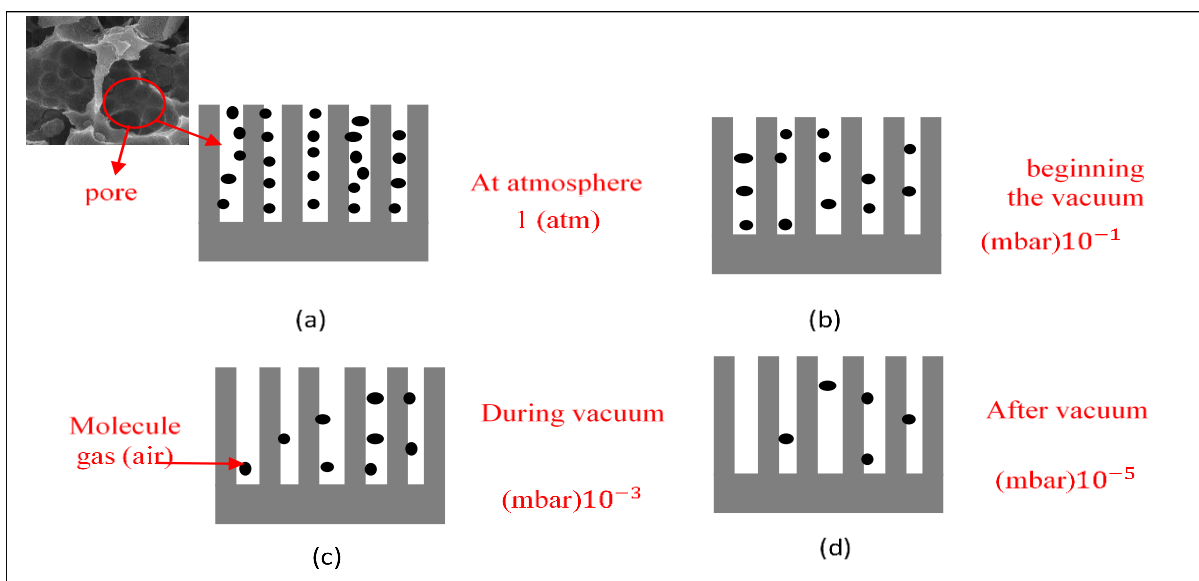 pore
At atmosphere
1 (atm)
(a)
beginning
the vacuum
(mbar)10⁻¹
(b)
Molecule
gas (air)
During vacuum
(mbar)10⁻³
(c)
After vacuum
(mbar)10⁻⁵
(d)